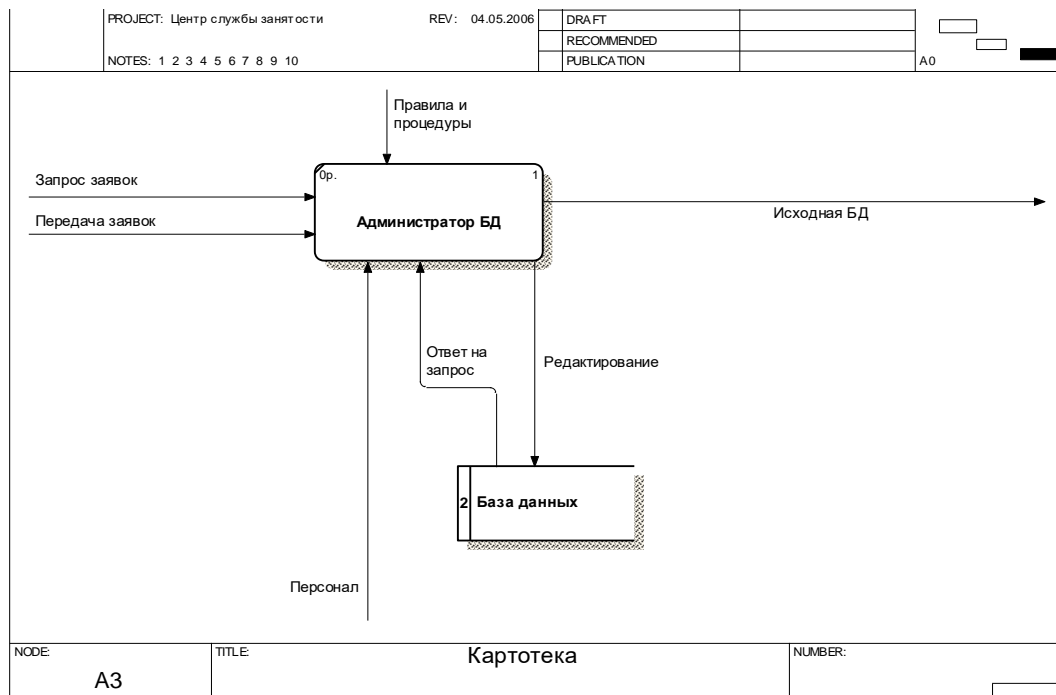 PROJECT: Центр службы занятости
REV: 04.05.2006
DRAFT
RECOMMENDED
NOTES: 1 2 3 4 5 6 7 8 9 10
PUBLICATION
A0
Правила и
процедуры
Запрос заявок
0р.
1
Передача заявок
Администратор БД
Исходная БД
Ответ на
запрос
Редактирование
2 База данных
Персонал
NODE:
TITLE:
Картотека
NUMBER:
A3